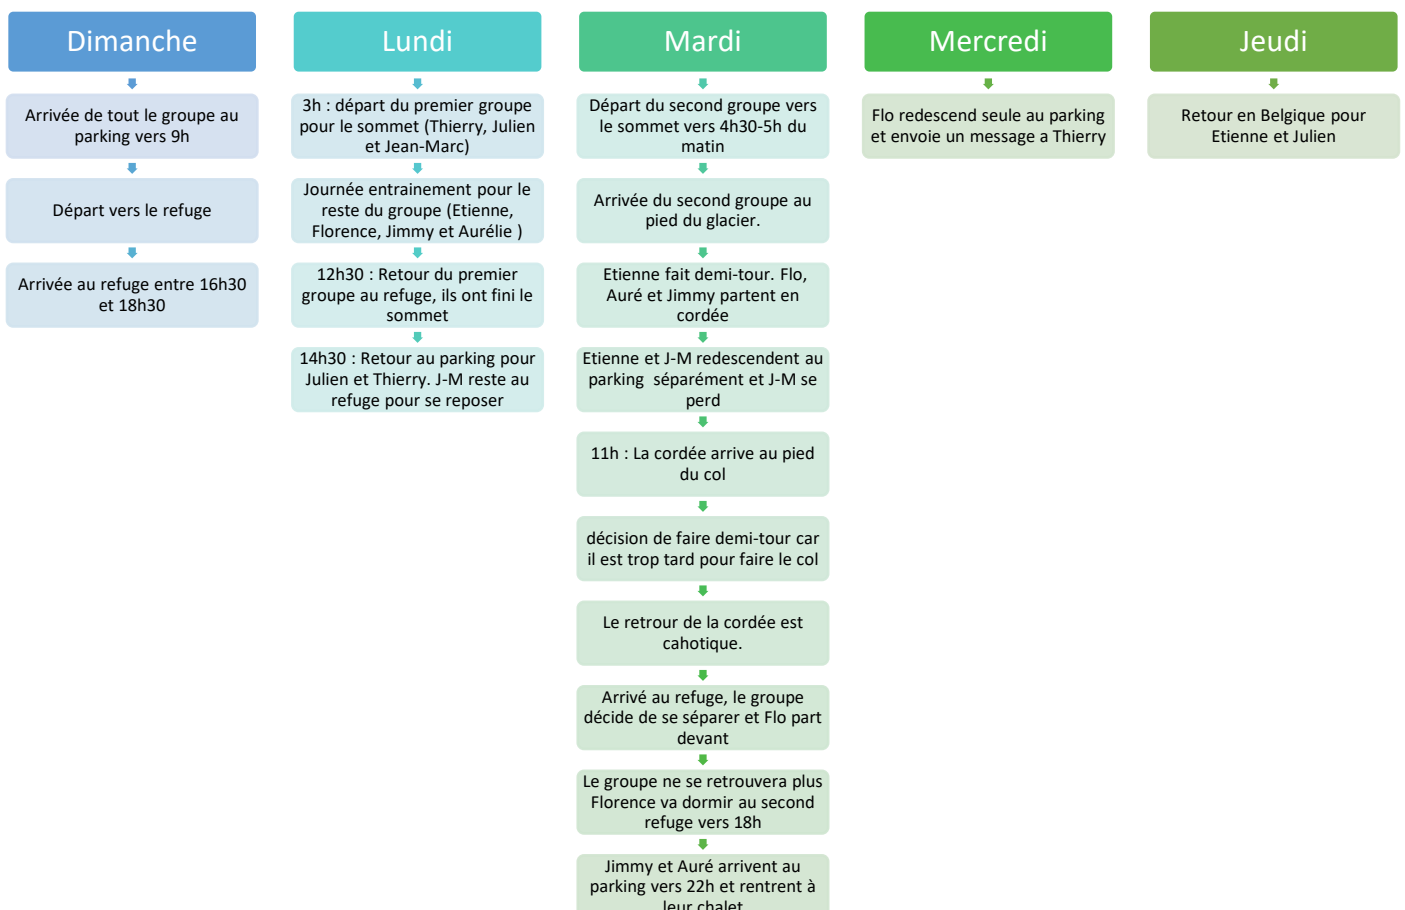 Dimanche
Arrivée de tout le groupe au
parking vers 9h
Départ vers le refuge
Arrivée au refuge entre 16h30
et 18h30
Lundi
3h : départ du premier groupe
pour le sommet (Thierry, Julien
et Jean-Marc)
Journée entrainement pour le
reste du groupe (Etienne,
Florence, Jimmy et Aurélie )
12h30 : Retour du premier
groupe au refuge, ils ont fini le
sommet
14h30 : Retour au parking pour
Julien et Thierry. J-M reste au
refuge pour se reposer
Mardi
Départ du second groupe vers
le sommet vers 4h30-5h du
matin
Arrivée du second groupe au
pied du glacier.
Etienne fait demi-tour. Flo,
Auré et Jimmy partent en
cordée
Etienne et J-M redescendent au
parking séparément et J-M se
perd
11h : La cordée arrive au pied
du col
décision de faire demi-tour car
il est trop tard pour faire le col
Le retrour de la cordée est
cahotique.
Arrivé au refuge, le groupe
décide de se séparer et Flo part
devant
Le groupe ne se retrouvera plus
Florence va dormir au second
refuge vers 18h
Jimmy et Auré arrivent au
parking vers 22h et rentrent à
leur chalet
Mercredi
Flo redescend seule au parking
et envoie un message a Thierry
Jeudi
Retour en Belgique pour
Etienne et Julien